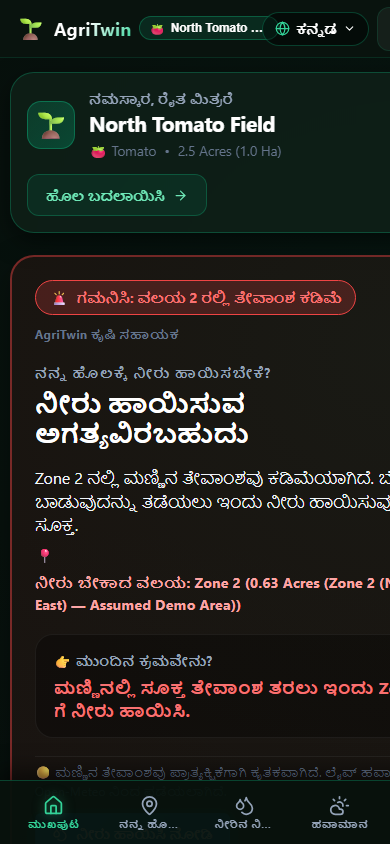 AgriTwin
North Tomato ...
ಕನ್ನಡ
ನಮಸ್ಕಾರ, ರೈತ ಮಿತ್ರರೆ
North Tomato Field
Tomato • 2.5 Acres (1.0 Ha)
ಹೊಲ ಬದಲಾಯಿಸಿ →
ಗಮನಿಸಿ: ವಲಯ 2 ರಲ್ಲಿ ತೇವಾಂಶ ಕಡಿಮೆ
AgriTwin ಕೃಷಿ ಸಹಾಯಕ
ನನ್ನ ಹೊಲಕ್ಕೆ ನೀರು ಹಾಯಿಸಬೇಕೆ?
ನೀರು ಹಾಯಿಸುವ
ಅಗತ್ಯವಿರಬಹುದು
Zone 2 ನಲ್ಲಿ ಮಣ್ಣಿನ ತೇವಾಂಶವು ಕಡಿಮೆಯಾಗಿದೆ.
ಬಾಡುವುದನ್ನು ತಡೆಯಲು ಇಂದು ನೀರು ಹಾಯಿಸುವು
ಸೂಕ್ತ.
ನೀರು ಬೇಕಾದ ವಲಯ: Zone 2 (0.63 Acres (Zone 2 (
East) — Assumed Demo Area))
ಮುಂದಿನ ಕ್ರಮವೇನು?
ಮಣ್ಣಿನಲ್ಲಿ ಸೂಕ್ತ ತೇವಾಂಶ ತರಲು ಇಂದು
ಗೆ ನೀರು ಹಾಯಿಸಿ.
ಮಣ್ಣಿನ ತೇವಾಂಶವು ಪ್ರಾತ್ಯಕ್ಷಿಕೆಗಾಗಿ ಕೃತಕವಾಗಿದೆ. ಲೈವ್ ಹವಾ
ಮುಖಪುಟ
ನನ್ನ ಹೊ...
ನೀರಿನ ನಿ...
ಹವಾಮಾನ